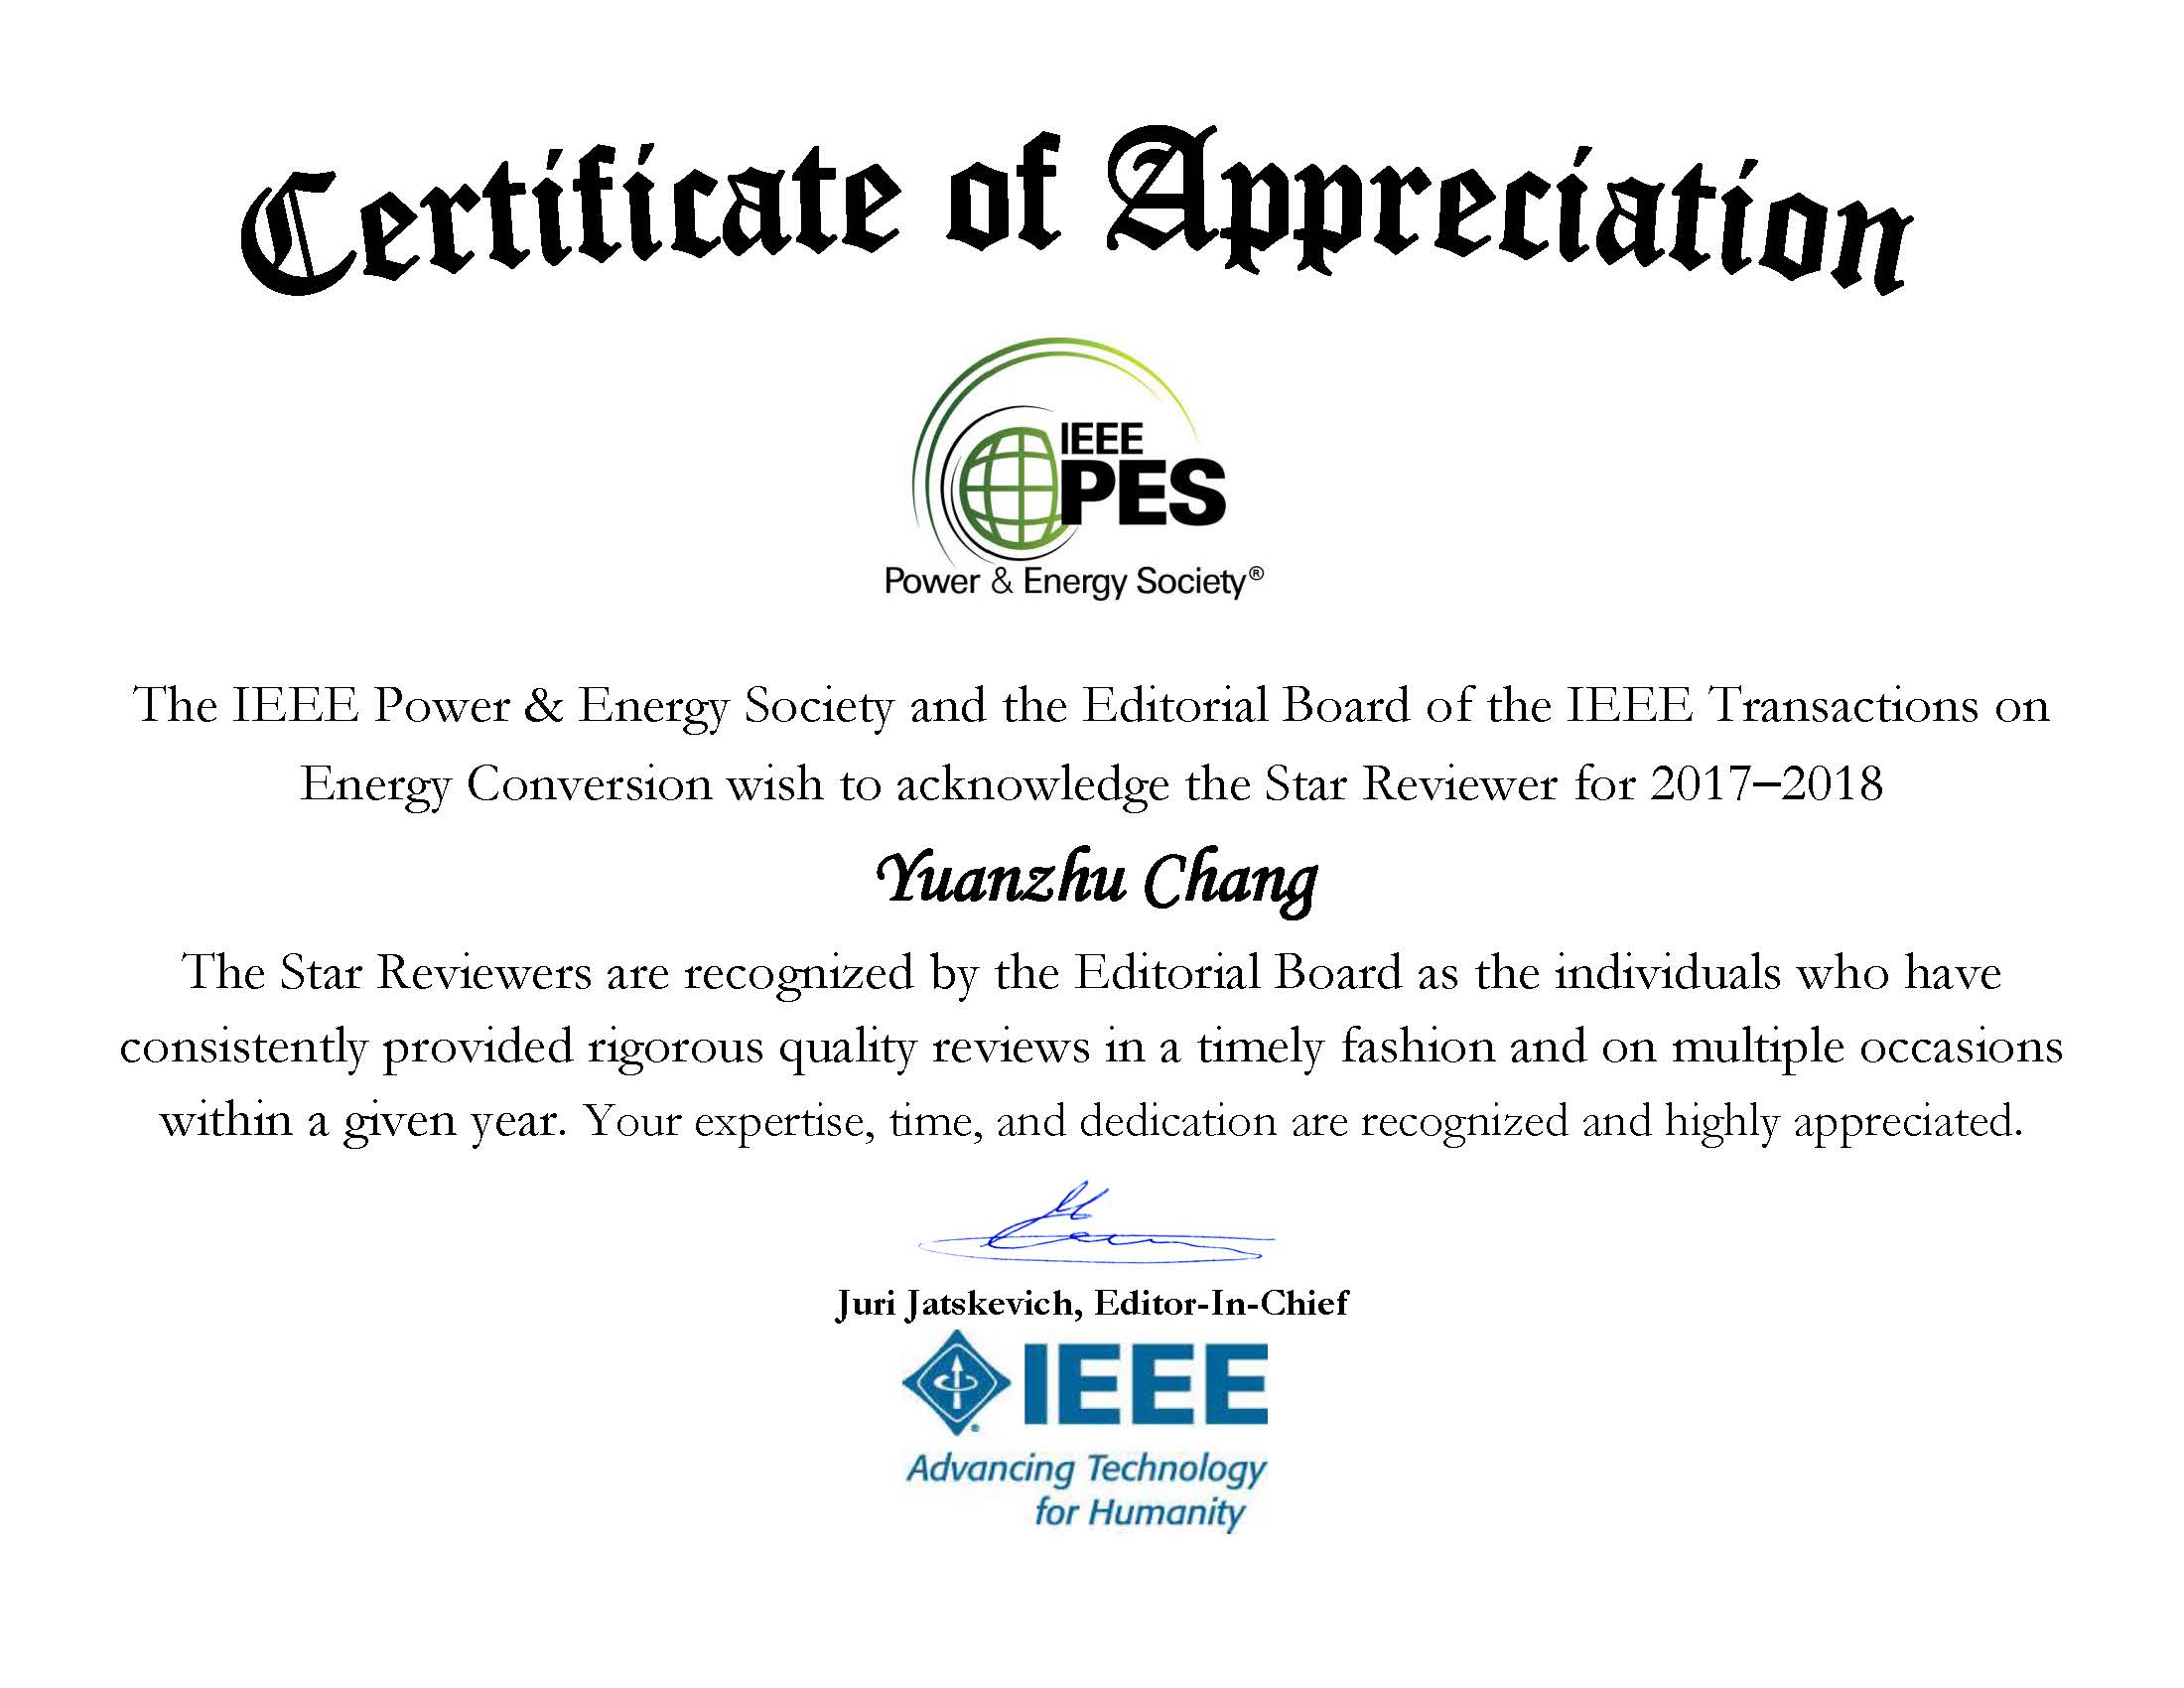 Certificate of Appreciation
IEEE
PES
Power & Energy Society®
The IEEE Power & Energy Society and the Editorial Board of the IEEE Transactions on
Energy Conversion wish to acknowledge the Star Reviewer for 2017–2018
Yuanzhu Chang
The Star Reviewers are recognized by the Editorial Board as the individuals who have
consistently provided rigorous quality reviews in a timely fashion and on multiple occasions
within a given year. Your expertise, time, and dedication are recognized and highly appreciated.
Juri Jatskevich, Editor-In-Chief
IEEE
Advancing Technology
for Humanity